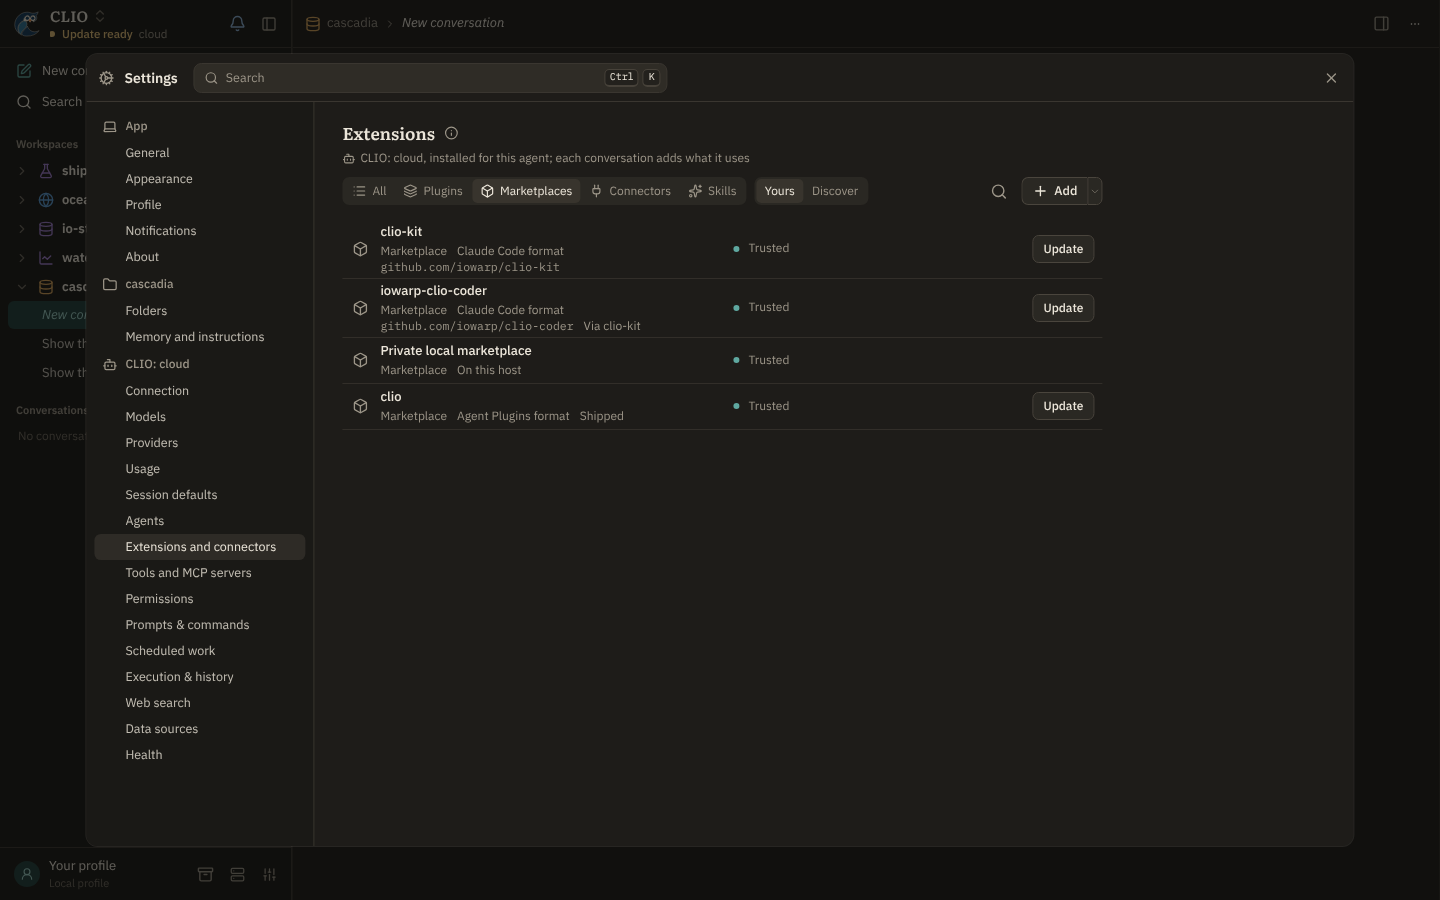 CLIO
Update ready cloud
cascadia › New conversation
Settings
Search
Ctrl K
New co
Search
Workspaces
ship
ocea
io-st
wate
casc
New con
Show th
Show th
Conversations
No conversat
App
General
Appearance
Profile
Notifications
About
cascadia
Folders
Memory and instructions
CLIO: cloud
Connection
Models
Providers
Usage
Session defaults
Agents
Extensions and connectors
Tools and MCP servers
Permissions
Prompts & commands
Scheduled work
Execution & history
Web search
Data sources
Health
Extensions
CLIO: cloud, installed for this agent; each conversation adds what it uses
All Plugins Marketplaces Connectors Skills Yours Discover
Add
clio-kit
Marketplace Claude Code format
github.com/iowarp/clio-kit
Trusted
Update
iowarp-clio-coder
Marketplace Claude Code format
github.com/iowarp/clio-coder Via clio-kit
Trusted
Update
Private local marketplace
Marketplace On this host
Trusted
clio
Marketplace Agent Plugins format Shipped
Trusted
Update
Your profile
Local profile